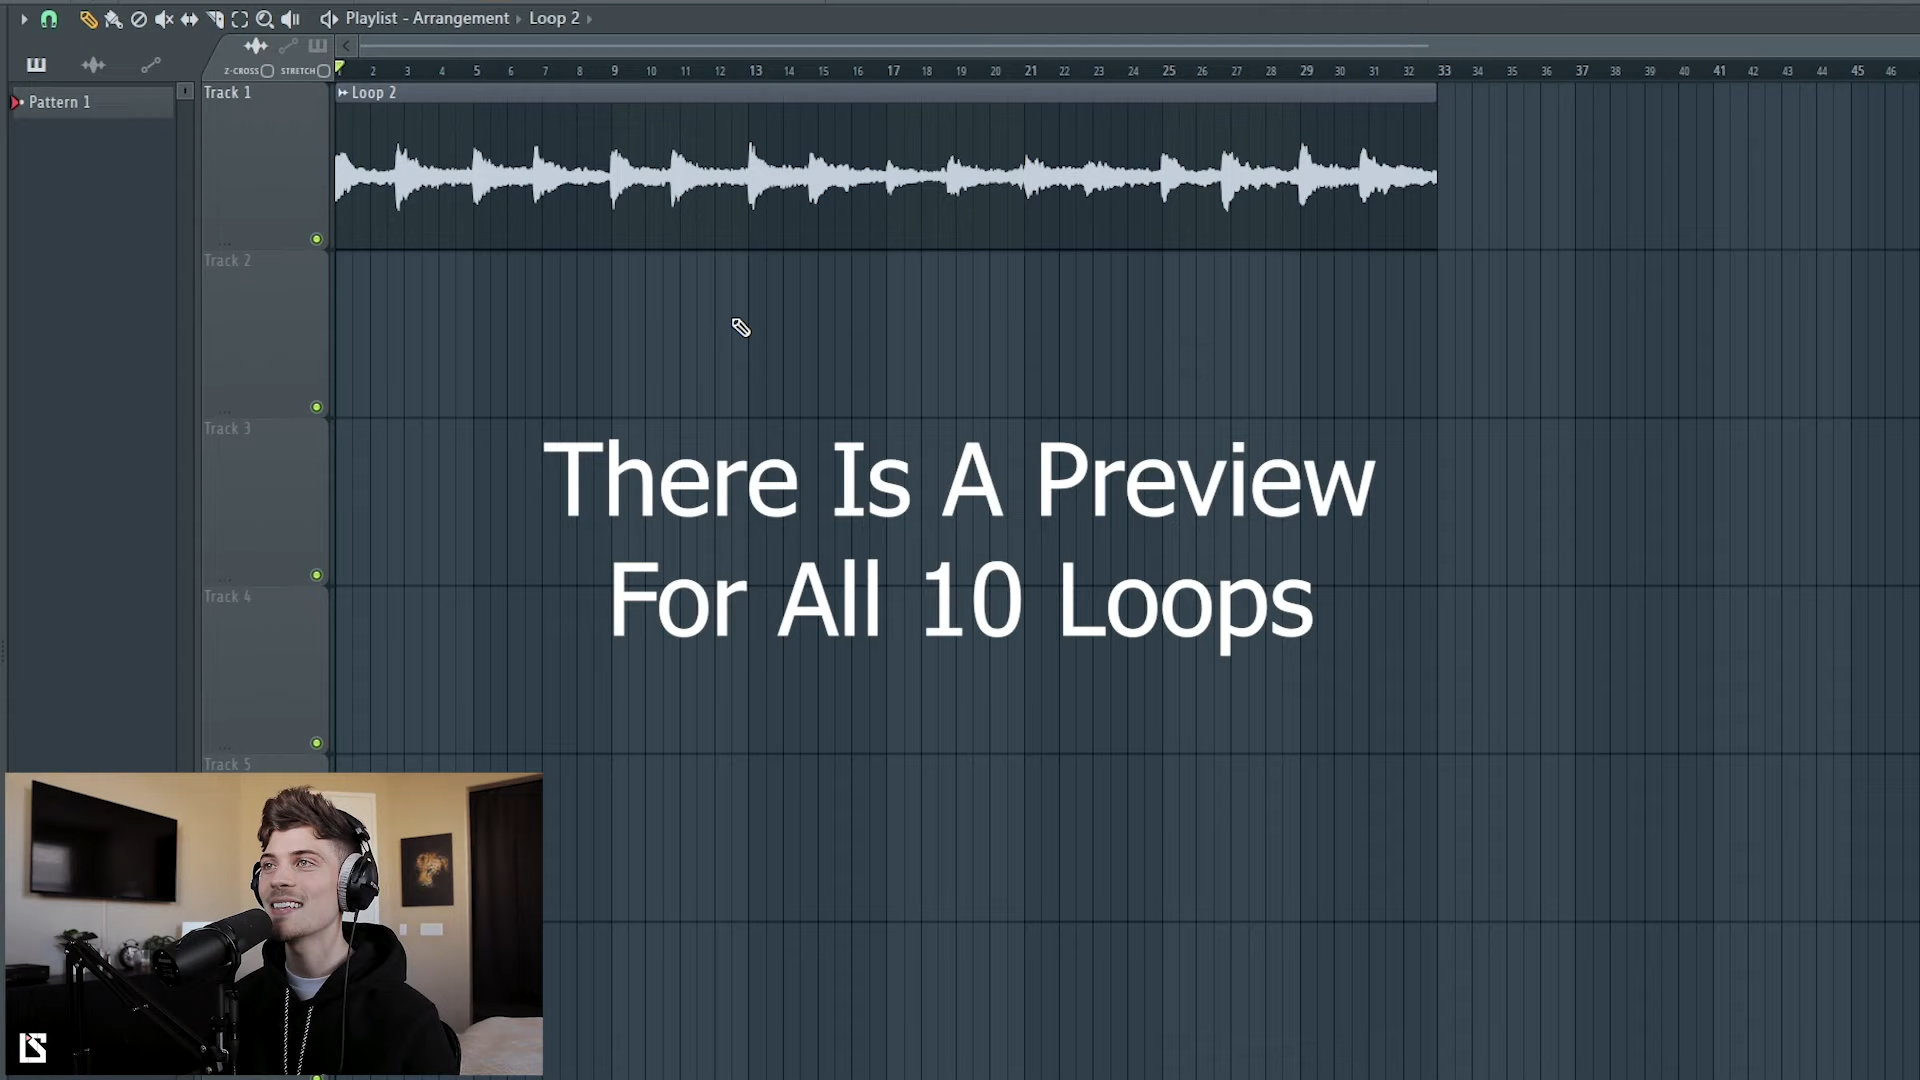 Playlist - Arrangement › Loop 2 ›
Z-CROSS STRETCH
1 2 3 4 5 6 7 8 9 10 11 12 13 14 15 16 17 18 19 20 21 22 23 24 25 26 27 28 29 30 31 32 33 34 35 36 37 38 39 40 41 42 43 44 45 46
Pattern 1
Track 1
Loop 2
Track 2
Track 3
There Is A Preview
For All 10 Loops
Track 4
Track 5
LS